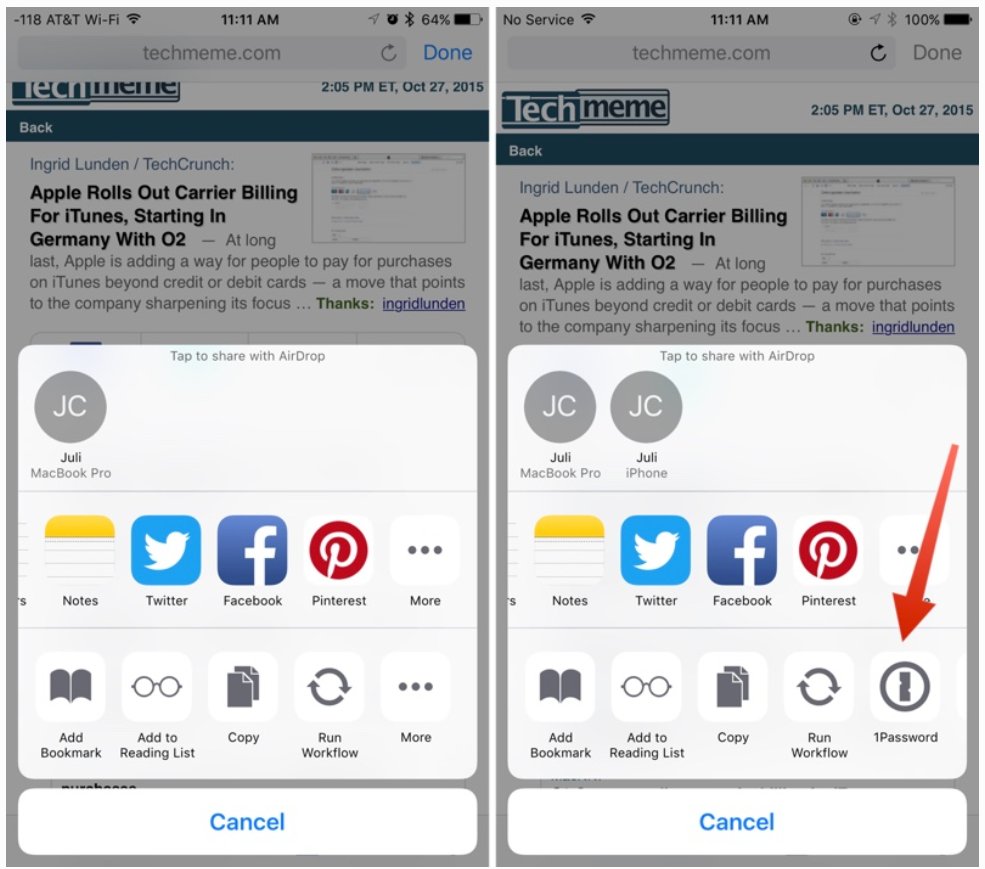 -118 AT&T Wi-Fi 11:11 AM 64%
techmeme.com Done
Techmeme 2:05 PM ET, Oct 27, 2015
Back
Ingrid Lunden / TechCrunch:
Apple Rolls Out Carrier Billing
For iTunes, Starting In
Germany With O2 — At long
last, Apple is adding a way for people to pay for purchases
on iTunes beyond credit or debit cards — a move that points
to the company sharpening its focus ... Thanks: ingridlunden
Tap to share with AirDrop
JC
Juli
MacBook Pro
rs Notes Twitter Facebook Pinterest More
Add Bookmark
Add to Reading List
Copy
Run Workflow
More
purchases
Cancel
No Service 11:11 AM 100%
techmeme.com Done
Techmeme 2:05 PM ET, Oct 27, 2015
Back
Ingrid Lunden / TechCrunch:
Apple Rolls Out Carrier Billing
For iTunes, Starting In
Germany With O2 — At long
last, Apple is adding a way for people to pay for purchases
on iTunes beyond credit or debit cards — a move that points
to the company sharpening its focus ... Thanks: ingridlunden
Tap to share with AirDrop
JC JC
Juli Juli
MacBook Pro iPhone
rs Notes Twitter Facebook Pinterest
Add Bookmark
Add to Reading List
Copy
Run Workflow
1Password
Cancel